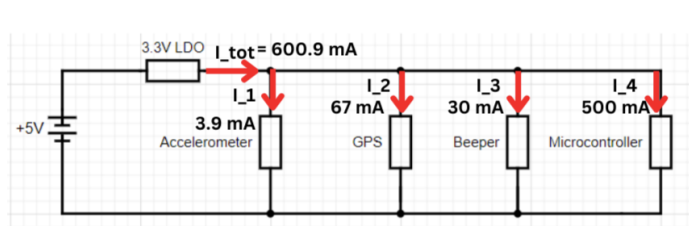 3.3V LDO
I_tot = 600.9 mA
I_1
I_2
I_3
I_4
3.9 mA
67 mA
30 mA
500 mA
+5V
Accelerometer
GPS
Beeper
Microcontroller